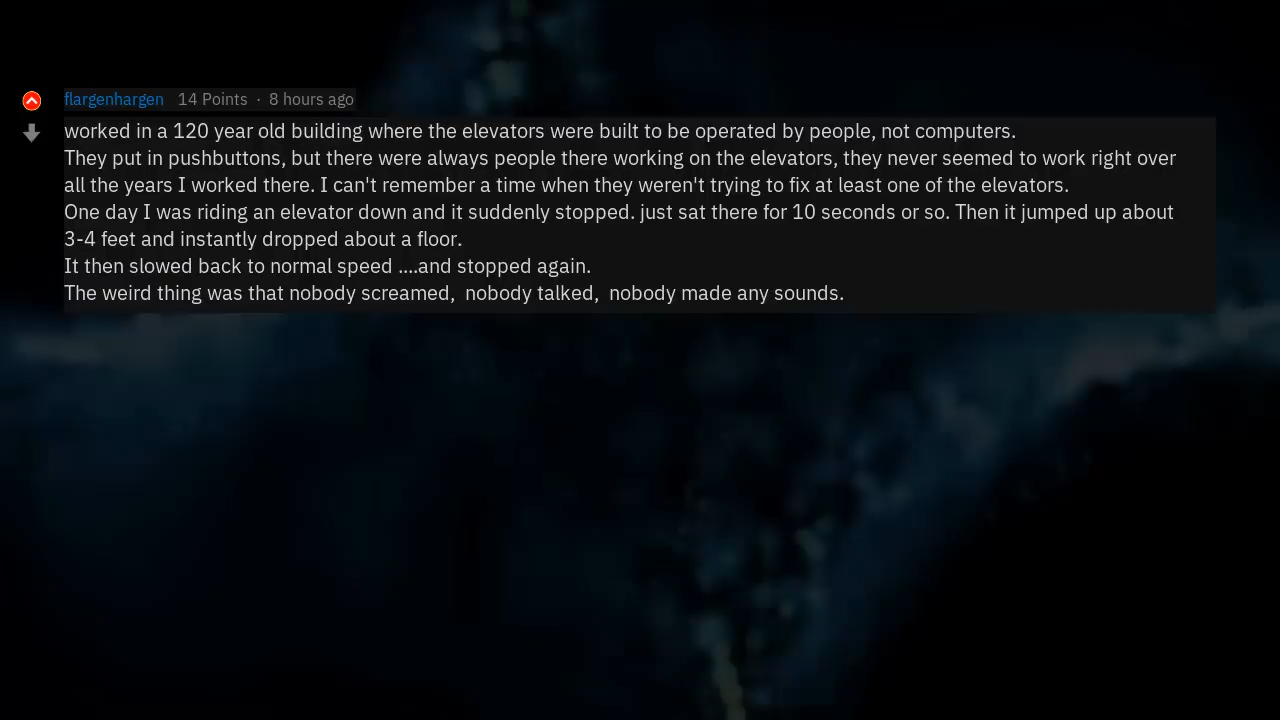 flargenhargen 14 Points · 8 hours ago
worked in a 120 year old building where the elevators were built to be operated by people, not computers.
They put in pushbuttons, but there were always people there working on the elevators, they never seemed to work right over
all the years I worked there. I can't remember a time when they weren't trying to fix at least one of the elevators.
One day I was riding an elevator down and it suddenly stopped. just sat there for 10 seconds or so. Then it jumped up about
3-4 feet and instantly dropped about a floor.
It then slowed back to normal speed ....and stopped again.
The weird thing was that nobody screamed,  nobody talked,  nobody made any sounds.